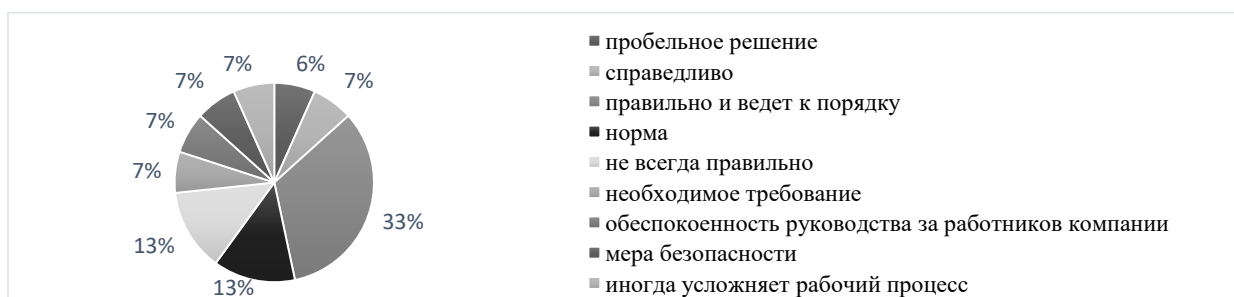 7%
7%
6%
7%
7%
7%
33%
13%
13%
пробельное решение
справедливо
правильно и ведет к порядку
норма
не всегда правильно
необходимое требование
обеспокоенность руководства за работников компании
мера безопасности
иногда усложняет рабочий процесс